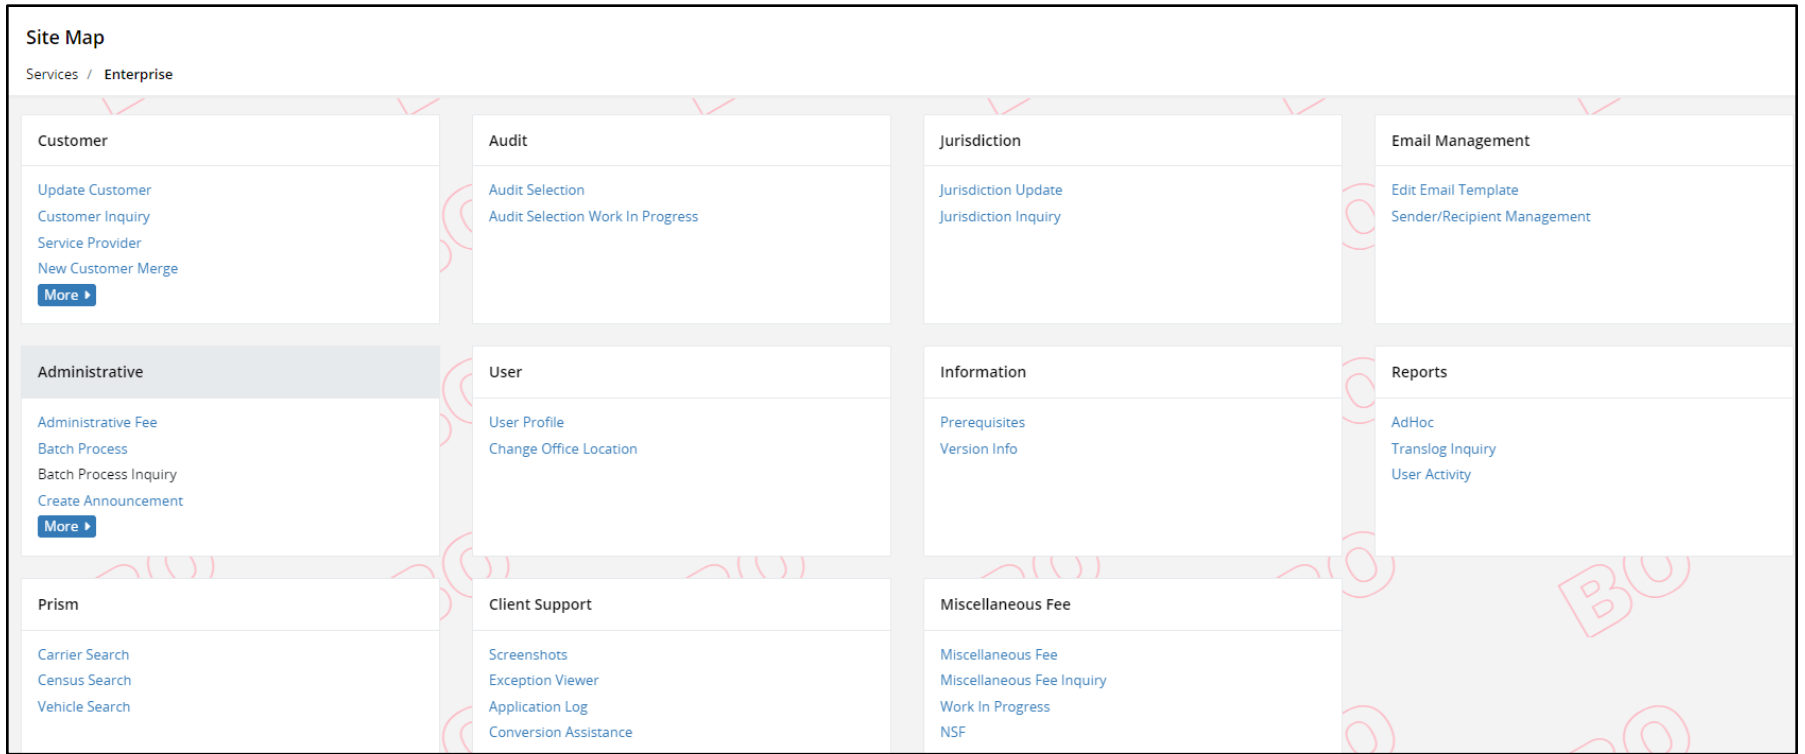 Site Map
Services / Enterprise
Customer
Update Customer
Customer Inquiry
Service Provider
New Customer Merge
More
Audit
Audit Selection
Audit Selection Work In Progress
Jurisdiction
Jurisdiction Update
Jurisdiction Inquiry
Email Management
Edit Email Template
Sender/Recipient Management
Administrative
Administrative Fee
Batch Process
Batch Process Inquiry
Create Announcement
More
User
User Profile
Change Office Location
Information
Prerequisites
Version Info
Reports
AdHoc
Translog Inquiry
User Activity
Prism
Carrier Search
Census Search
Vehicle Search
Client Support
Screenshots
Exception Viewer
Application Log
Conversion Assistance
Miscellaneous Fee
Miscellaneous Fee
Miscellaneous Fee Inquiry
Work In Progress
NSF
BO